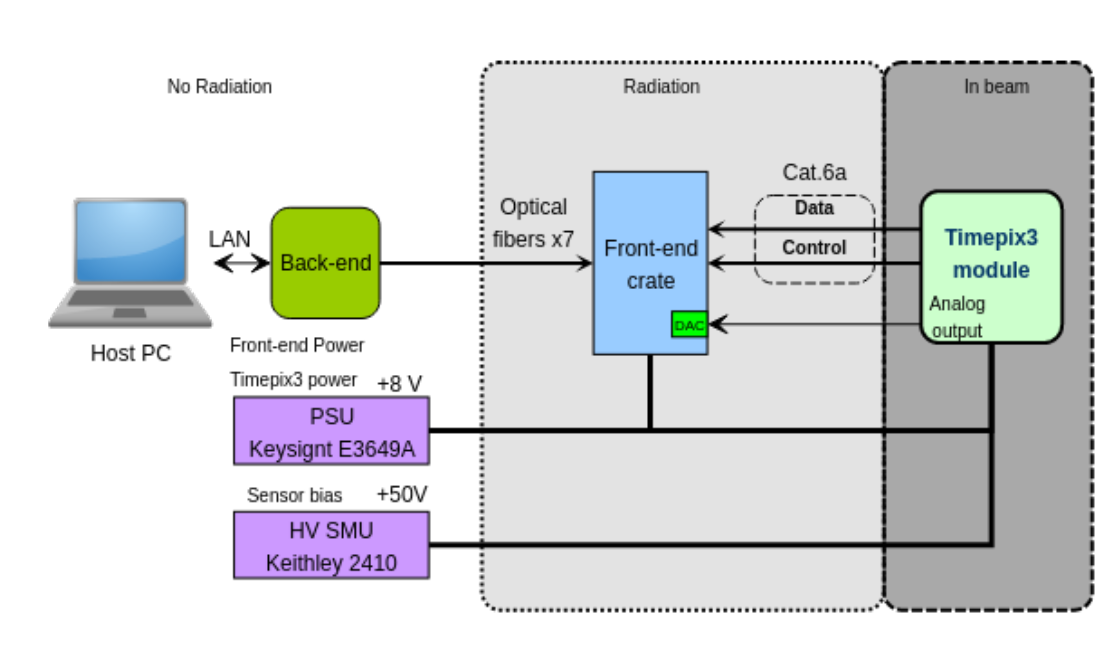 No Radiation
Radiation
In beam
Cat.6a
Data
Control
Optical
fibers x7
LAN
Back-end
Front-end
crate
DAC
Timepix3
module
Analog
output
Host PC
Front-end Power
Timepix3 power
+8 V
PSU
Keysignt E3649A
Sensor bias
+50V
HV SMU
Keithley 2410